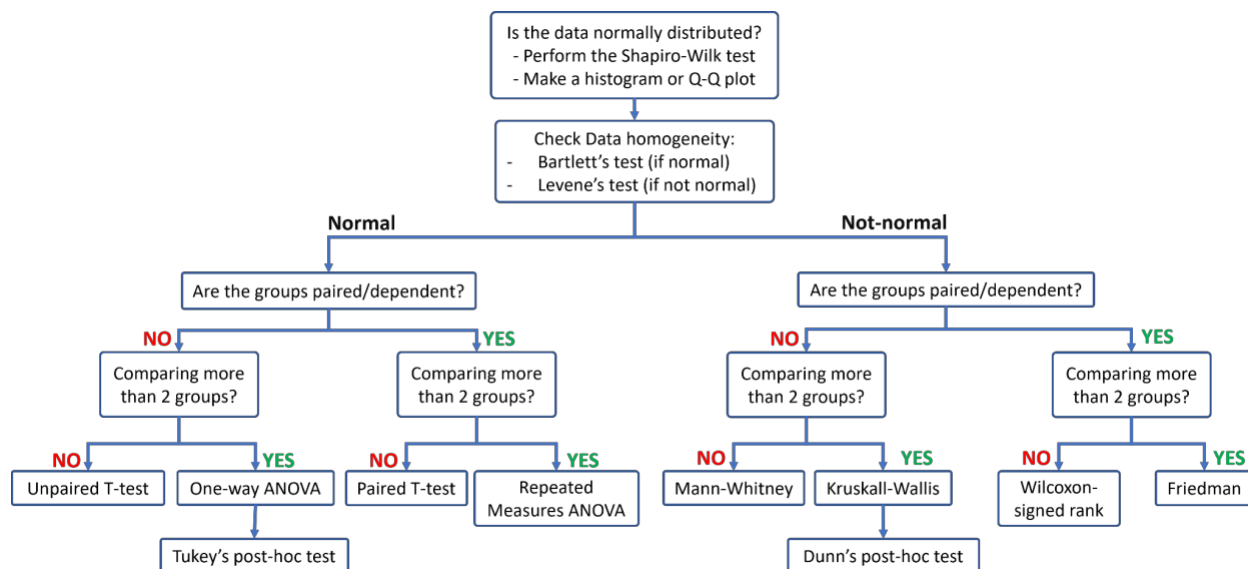 Is the data normally distributed?
- Perform the Shapiro-Wilk test
- Make a histogram or Q-Q plot
Check Data homogeneity:
- Bartlett's test (if normal)
- Levene's test (if not normal)
Normal
Not-normal
Are the groups paired/dependent?
Are the groups paired/dependent?
NO
YES
NO
YES
Comparing more
than 2 groups?
Comparing more
than 2 groups?
Comparing more
than 2 groups?
Comparing more
than 2 groups?
NO
YES
NO
YES
NO
YES
NO
YES
Unpaired T-test
One-way ANOVA
Paired T-test
Repeated
Measures ANOVA
Mann-Whitney
Kruskall-Wallis
Wilcoxon-
signed rank
Friedman
Tukey's post-hoc test
Dunn's post-hoc test